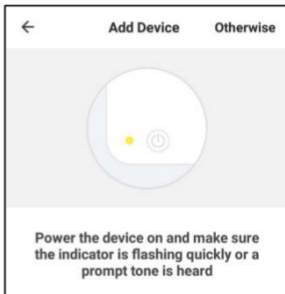 Add Device Otherwise
Power the device on and make sure
the indicator is flashing quickly or a
prompt tone is heard